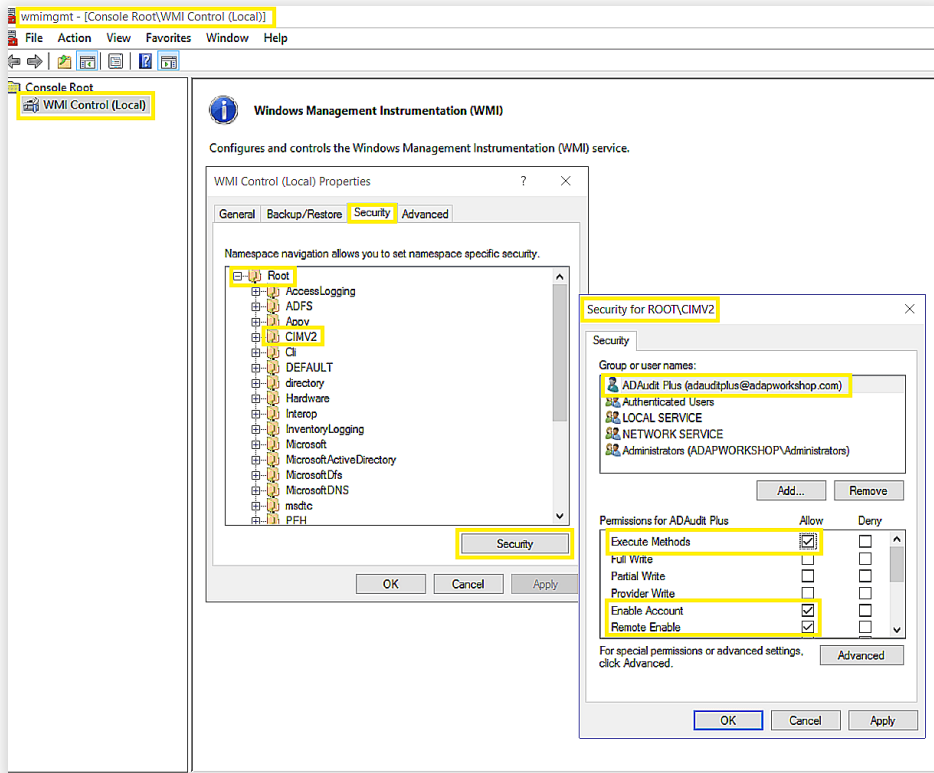 wmimgmt - [Console Root\WMI Control (Local)]
File Action View Favorites Window Help
Console Root
WMI Control (Local)
Windows Management Instrumentation (WMI)
Configures and controls the Windows Management Instrumentation (WMI) service.
WMI Control (Local) Properties
General Backup/Restore Security Advanced
Namespace navigation allows you to set namespace specific security.
Root
AccessLogging
ADFS
Appv
CIMV2
Cli
DEFAULT
directory
Hardware
Interop
InventoryLogging
Microsoft
MicrosoftActiveDirectory
MicrosoftDfs
MicrosoftDNS
msdtc
PEH
Security
OK Cancel Apply
Security for ROOT\CIMV2
Security
Group or user names:
ADAudit Plus (adauditplus@adapworkshop.com)
Authenticated Users
LOCAL SERVICE
NETWORK SERVICE
Administrators (ADAPWORKSHOP\Administrators)
Add... Remove
Permissions for ADAudit Plus Allow Deny
Execute Methods
Full Write
Partial Write
Provider Write
Enable Account
Remote Enable
For special permissions or advanced settings,
click Advanced.
Advanced
OK Cancel Apply